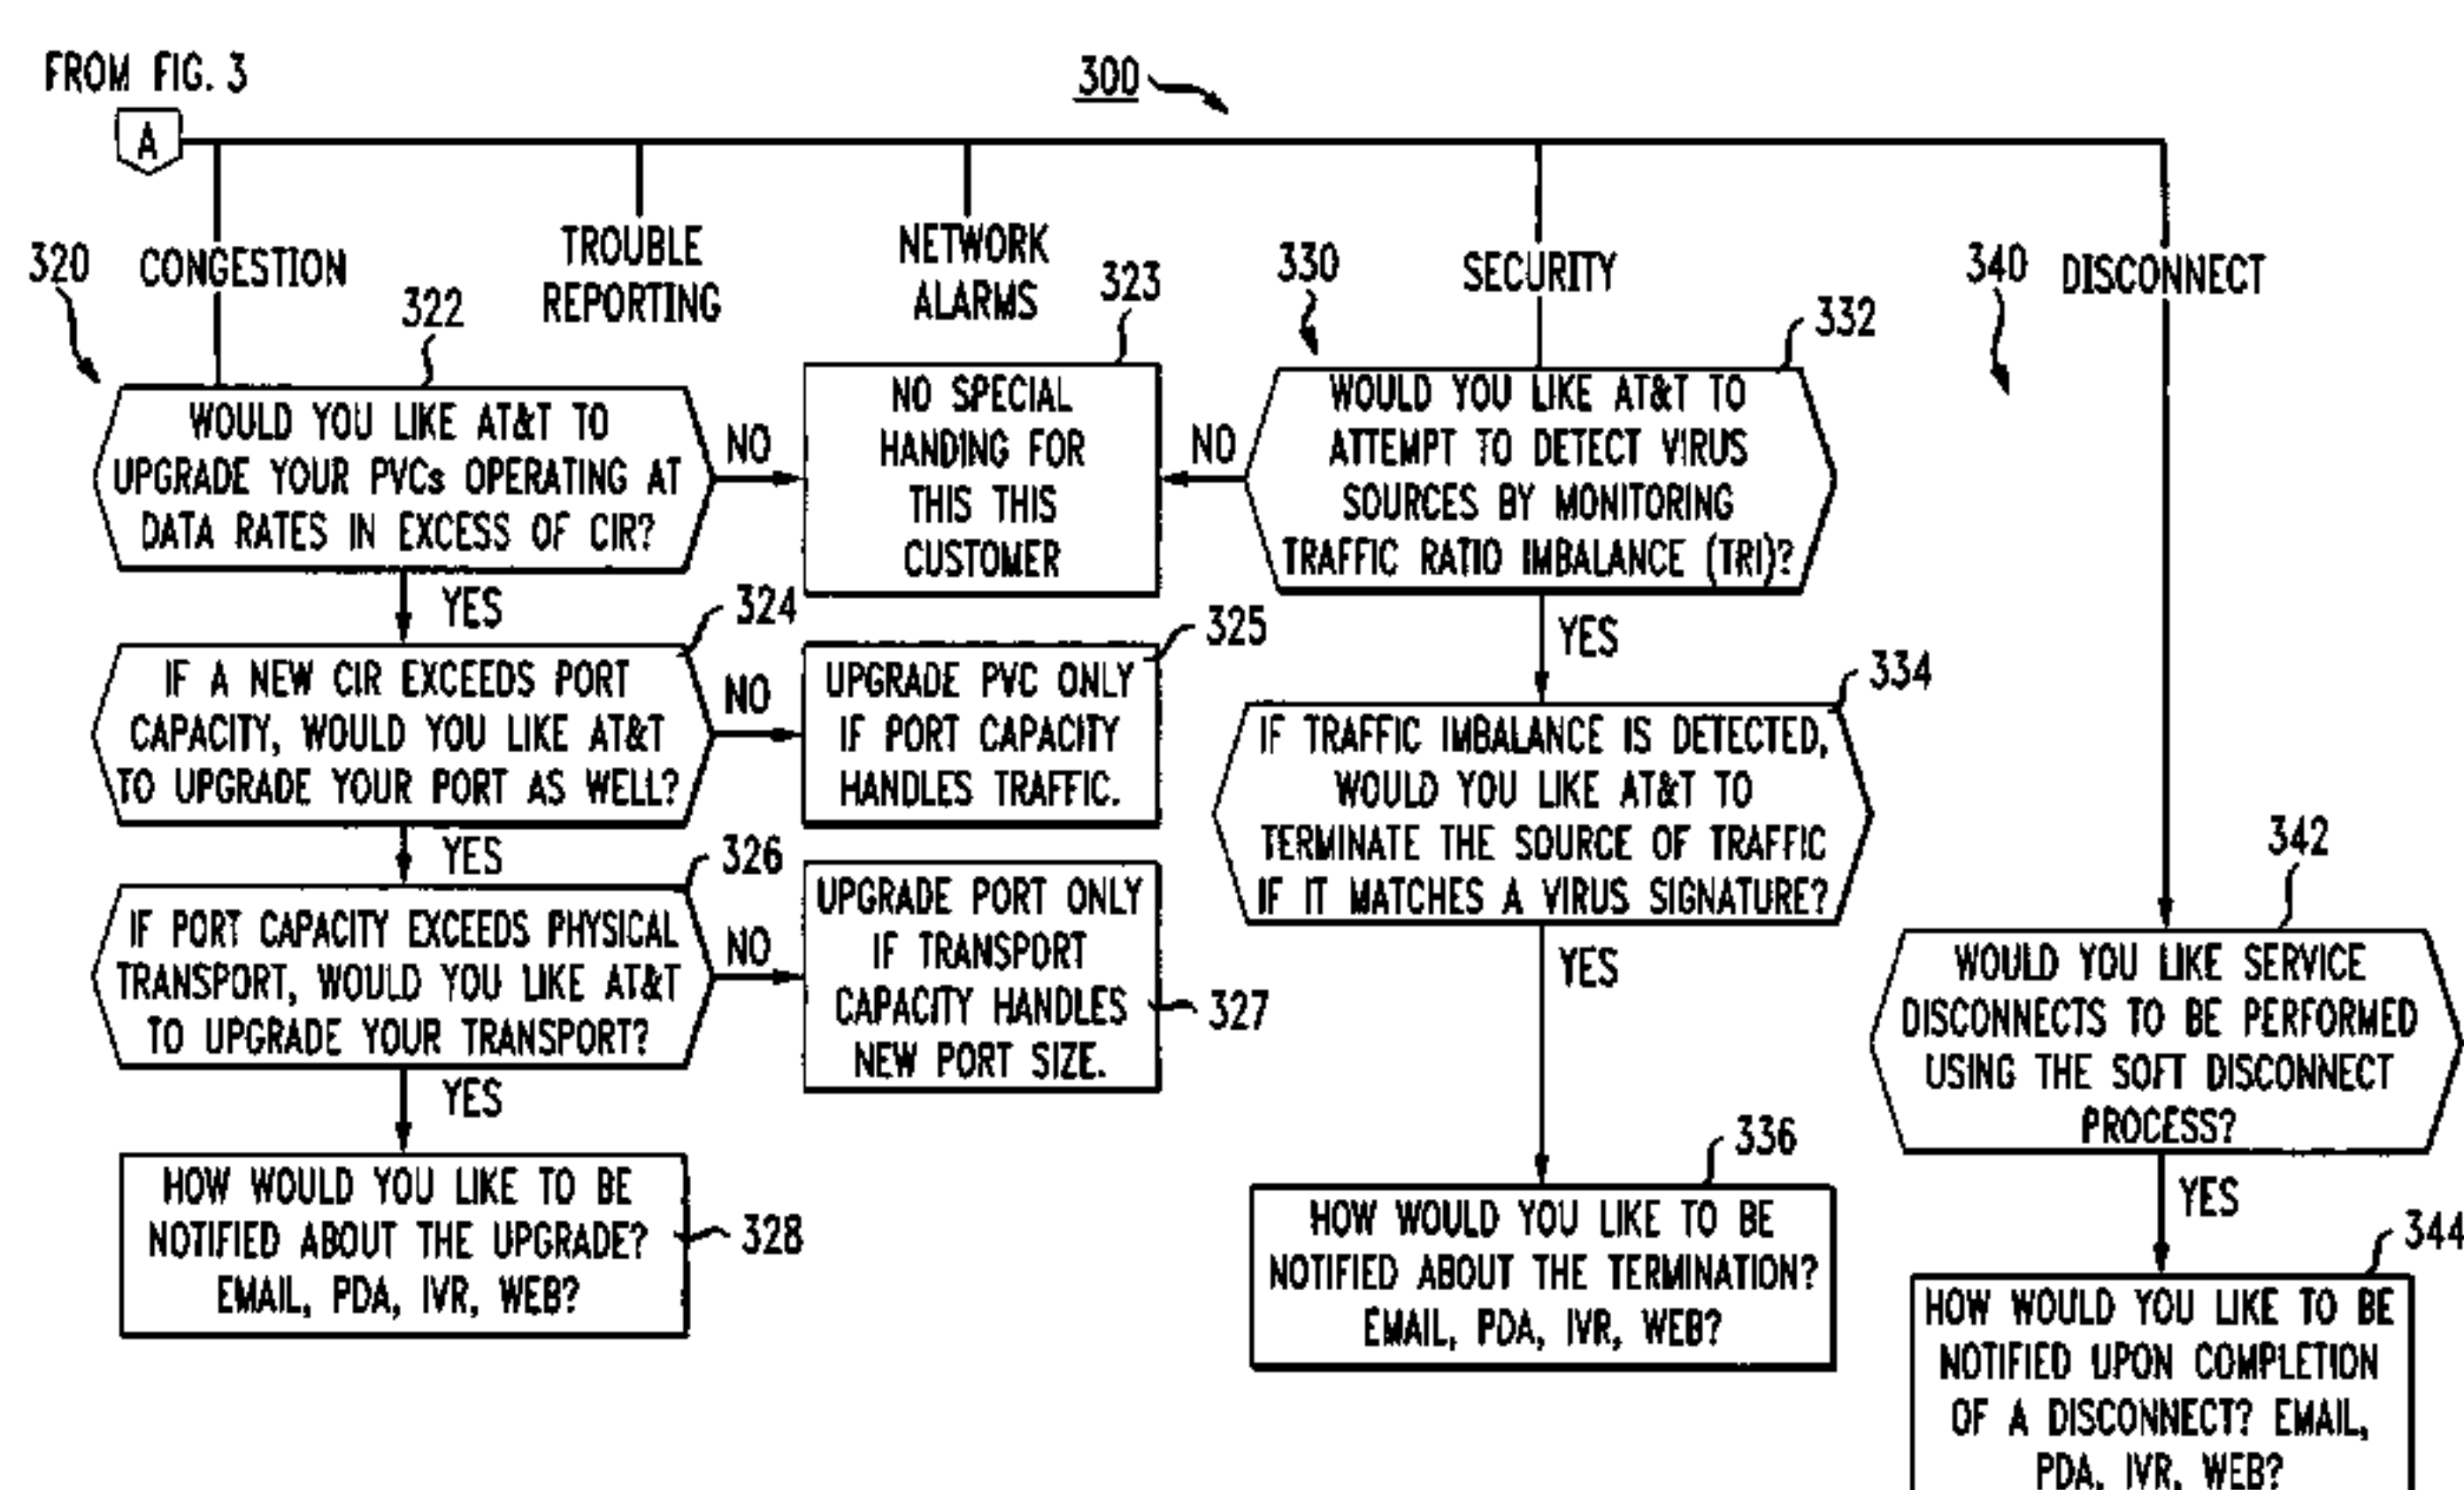 FROM FIG. 3
A
300
320
CONGESTION
TROUBLE
REPORTING
NETWORK
ALARMS
SECURITY
DISCONNECT
322
WOULD YOU LIKE AT&T TO
UPGRADE YOUR PVCs OPERATING AT
DATA RATES IN EXCESS OF CIR?
NO
YES
323
NO SPECIAL
HANDING FOR
THIS THIS
CUSTOMER
324
IF A NEW CIR EXCEEDS PORT
CAPACITY, WOULD YOU LIKE AT&T
TO UPGRADE YOUR PORT AS WELL?
NO
YES
325
UPGRADE PVC ONLY
IF PORT CAPACITY
HANDLES TRAFFIC.
326
IF PORT CAPACITY EXCEEDS PHYSICAL
TRANSPORT, WOULD YOU LIKE AT&T
TO UPGRADE YOUR TRANSPORT?
NO
YES
UPGRADE PORT ONLY
IF TRANSPORT
CAPACITY HANDLES
NEW PORT SIZE.
327
HOW WOULD YOU LIKE TO BE
NOTIFIED ABOUT THE UPGRADE?
EMAIL, PDA, IVR, WEB?
328
330
332
WOULD YOU LIKE AT&T TO
ATTEMPT TO DETECT VIRUS
SOURCES BY MONITORING
TRAFFIC RATIO IMBALANCE (TRI)?
NO
YES
334
IF TRAFFIC IMBALANCE IS DETECTED,
WOULD YOU LIKE AT&T TO
TERMINATE THE SOURCE OF TRAFFIC
IF IT MATCHES A VIRUS SIGNATURE?
YES
336
HOW WOULD YOU LIKE TO BE
NOTIFIED ABOUT THE TERMINATION?
EMAIL, PDA, IVR, WEB?
340
342
WOULD YOU LIKE SERVICE
DISCONNECTS TO BE PERFORMED
USING THE SOFT DISCONNECT
PROCESS?
YES
344
HOW WOULD YOU LIKE TO BE
NOTIFIED UPON COMPLETION
OF A DISCONNECT? EMAIL,
PDA, IVR, WEB?